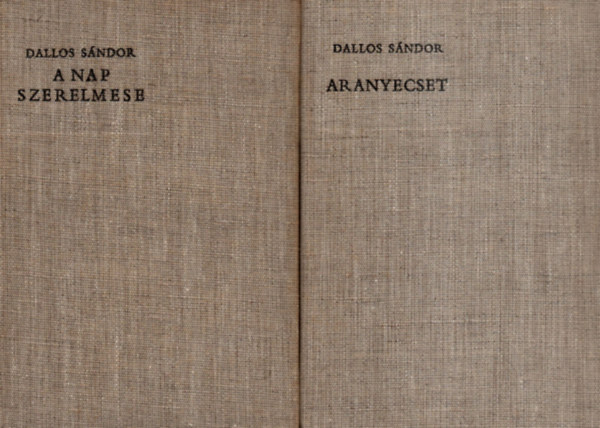 DALLOS SÁNDOR
A NAP
SZERELMESE
DALLOS SÁNDOR
ARANYECSET